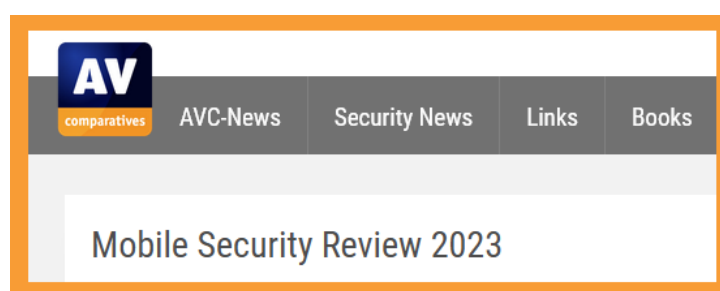 AV
comparatives
AVC-News Security News Links Books
Mobile Security Review 2023